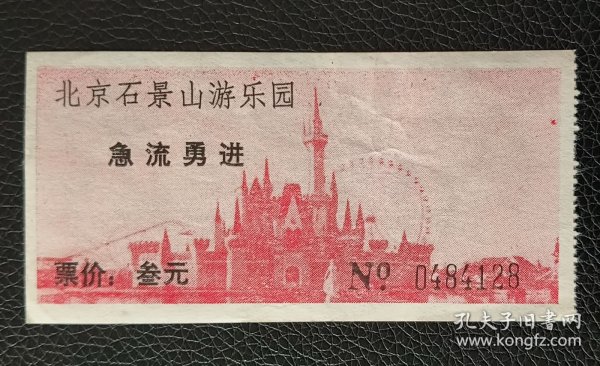 北京石景山游乐园
急流勇进
票价：叁元
Nº 0484128
孔夫子旧书网
www.kongfz.com